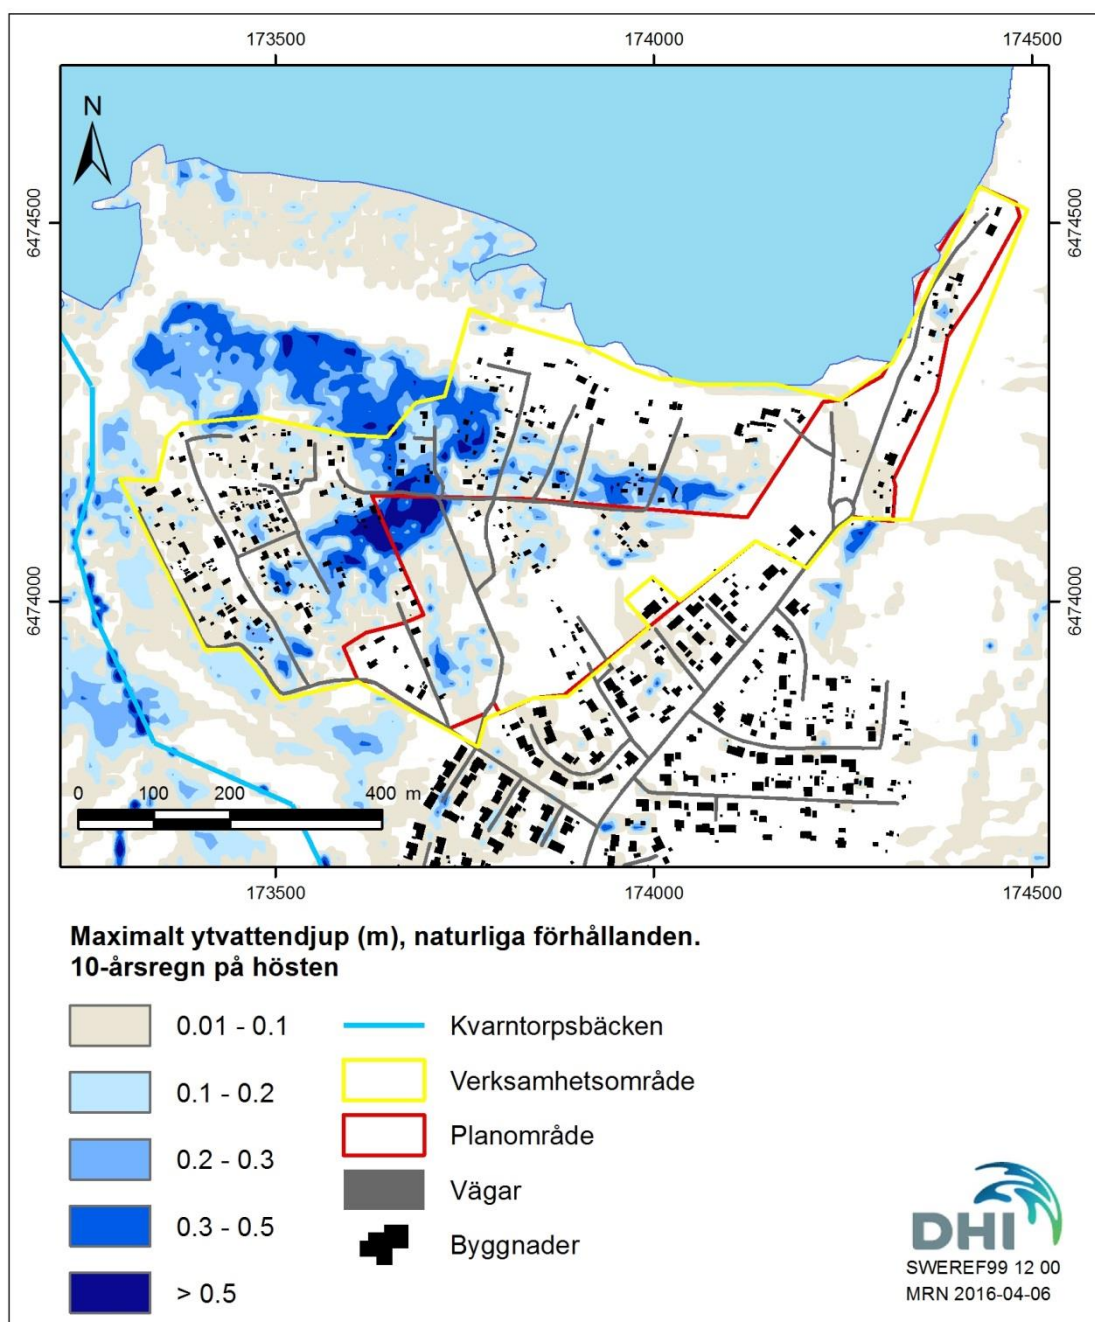 173500 174000 174500
N
6474500 6474500
6474000 6474000
0 100 200 400 m
173500 174000 174500
Maximalt ytvattendjup (m), naturliga förhållanden.
10-årsregn på hösten
0.01 - 0.1
0.1 - 0.2
0.2 - 0.3
0.3 - 0.5
> 0.5
Kvarntorpsbäcken
Verksamhetsområde
Planområde
Vägar
Byggnader
DHI
SWEREF99 12 00
MRN 2016-04-06